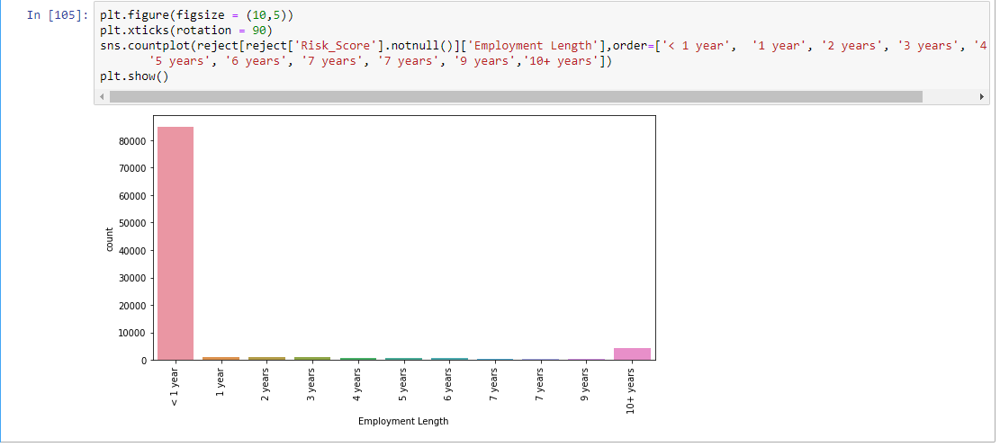 In [105]: plt.figure(figsize = (10,5))
plt.xticks(rotation = 90)
sns.countplot(reject[reject['Risk_Score'].notnull()]['Employment Length'],order=['< 1 year', '1 year', '2 years', '3 years', '4
'5 years', '6 years', '7 years', '7 years', '9 years','10+ years'])
plt.show()
80000
70000
60000
50000
40000
30000
20000
10000
0
count
< 1 year
1 year
2 years
3 years
4 years
5 years
6 years
7 years
7 years
9 years
10+ years
Employment Length